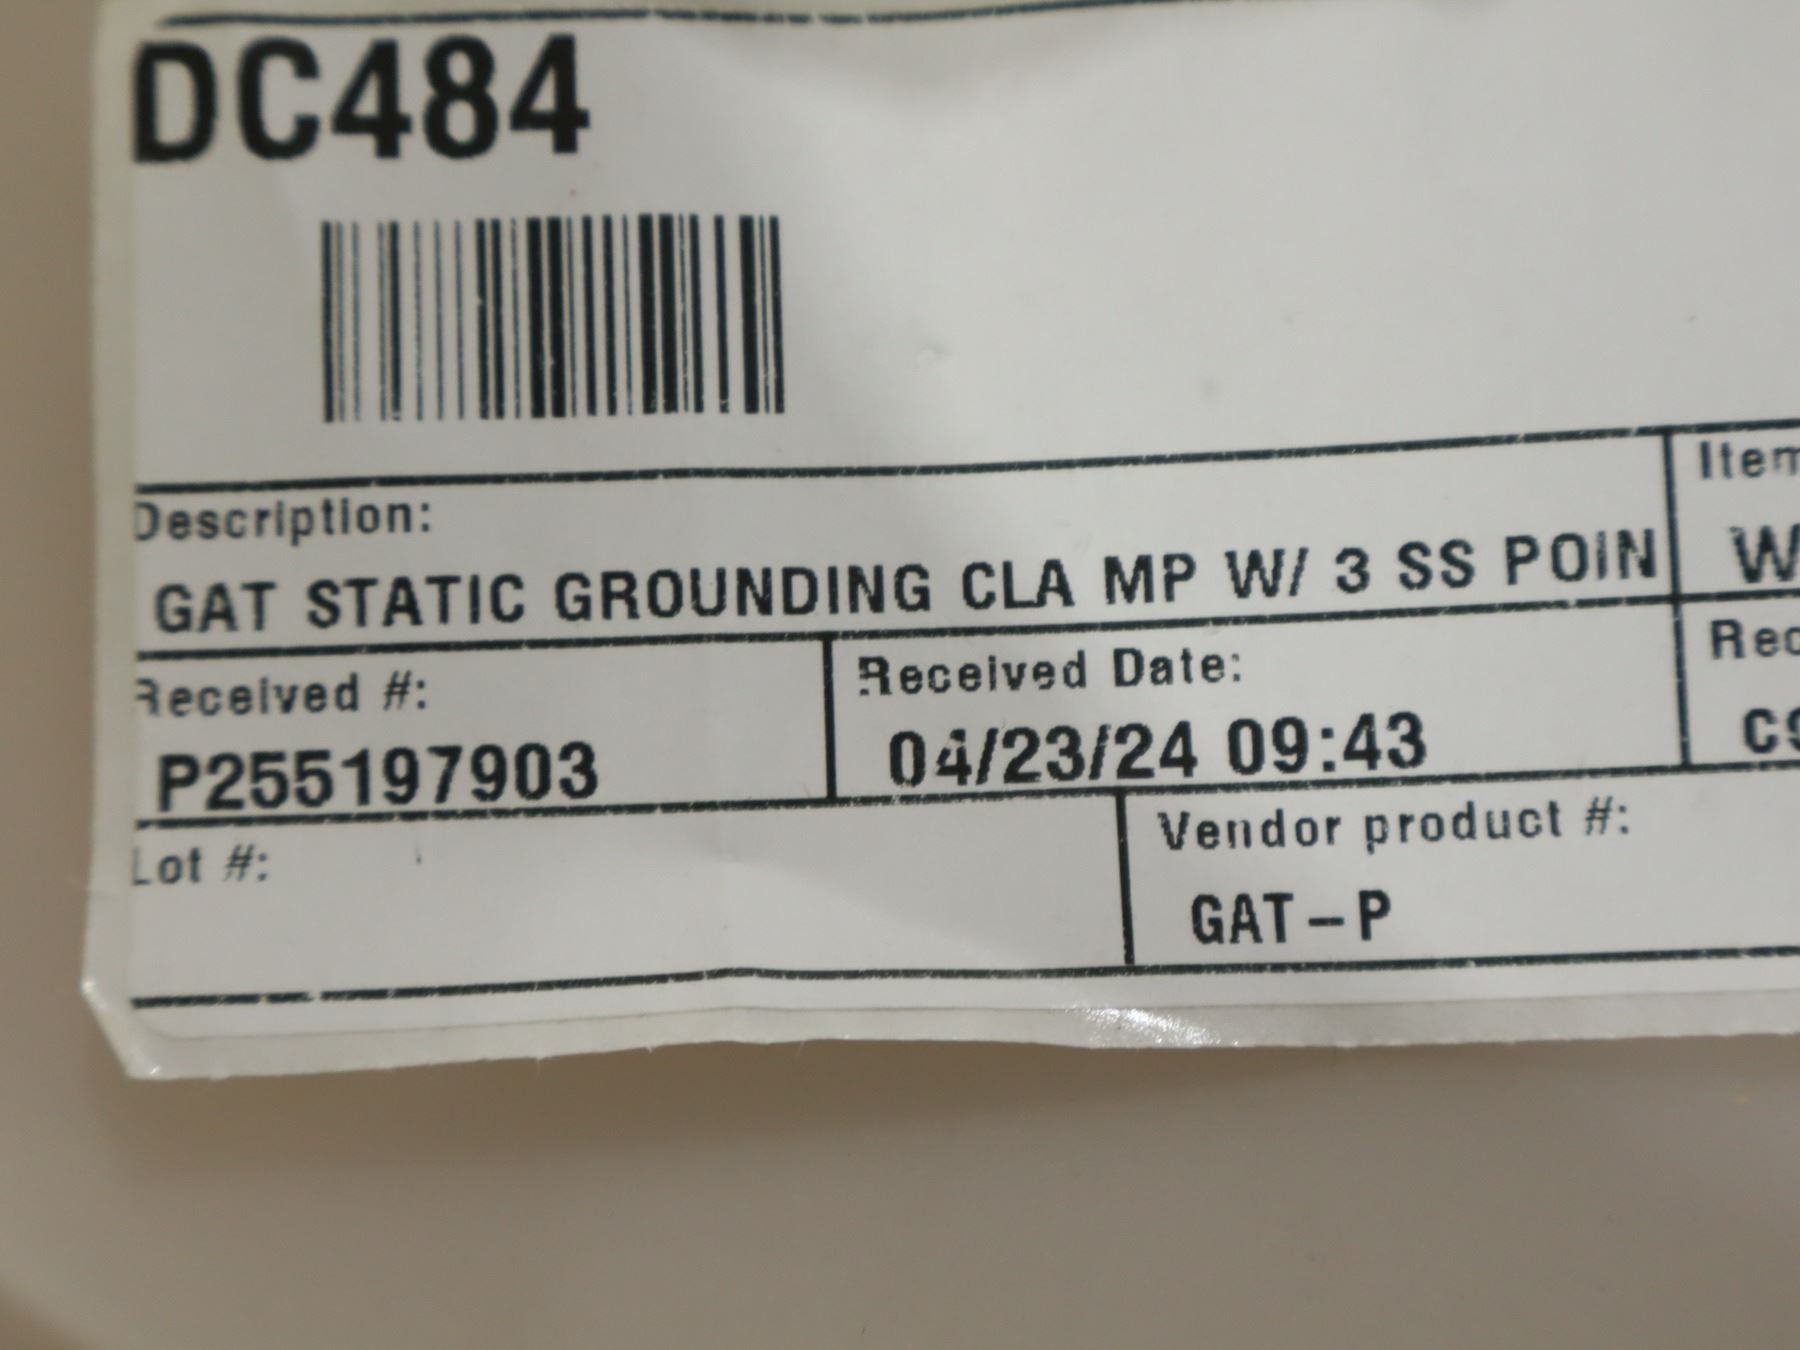 DC484
Description:
GAT STATIC GROUNDING CLA MP W/ 3 SS POIN
Received #:
P255197903
Received Date:
04/23/24 09:43
Lot #:
Vendor product #:
GAT-P